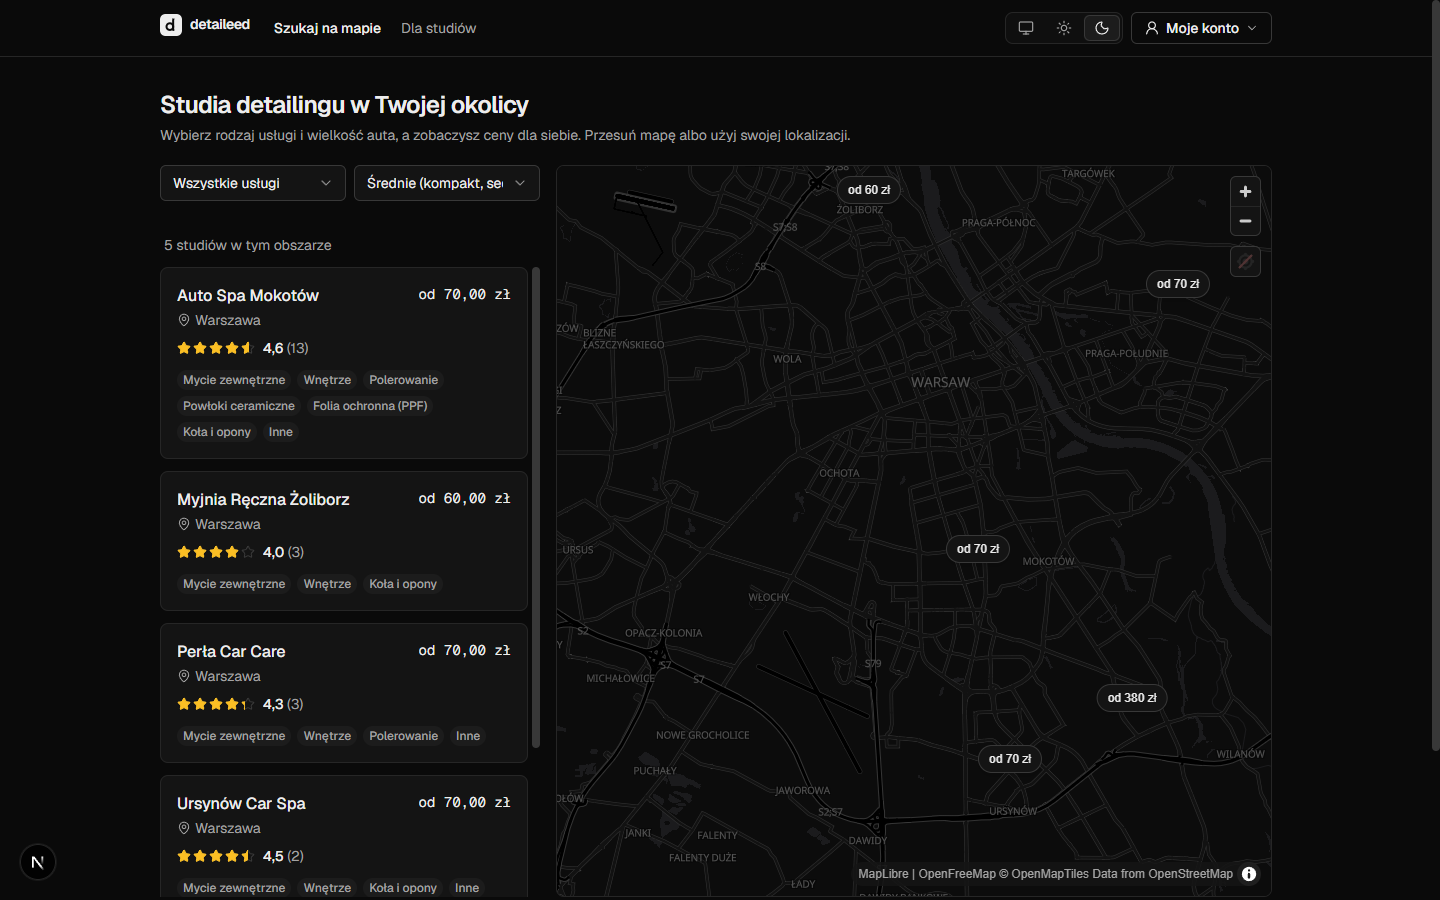 d detaileed
Szukaj na mapie
Dla studiów
Moje konto
Studia detailingu w Twojej okolicy
Wybierz rodzaj usługi i wielkość auta, a zobaczysz ceny dla siebie. Przesuń mapę albo użyj swojej lokalizacji.
Wszystkie usługi
Średnie (kompakt, se
5 studiów w tym obszarze
Auto Spa Mokotów
od 70,00 zł
Warszawa
4,6 (13)
Mycie zewnętrzne Wnętrze Polerowanie
Powłoki ceramiczne Folia ochronna (PPF)
Koła i opony Inne
Myjnia Ręczna Żoliborz
od 60,00 zł
Warszawa
4,0 (3)
Mycie zewnętrzne Wnętrze Koła i opony
Perła Car Care
od 70,00 zł
Warszawa
4,3 (3)
Mycie zewnętrzne Wnętrze Polerowanie Inne
Ursynów Car Spa
od 70,00 zł
Warszawa
4,5 (2)
Mycie zewnętrzne Wnętrze Koła i opony Inne
N
S7;S8
TARGÓWEK
od 60 zł
ŻOLIBORZ
PRAGA-PÓŁNOC
S7;S8
S8
od 70 zł
BLIZNE
ŁASZCZYŃSKIEGO
PRAGA-POŁUDNIE
WOLA
WARSAW
OCHOTA
URSUS
od 70 zł
MOKOTÓW
WŁOCHY
S2
OPACZ-KOLONIA
S7
S79
MICHAŁOWICE
S7
od 380 zł
NOWE GROCHOLICE
WILANÓW
od 70 zł
PUCHAŁY
JAWOROWA
S2;S7
URSYNÓW
JANKI
FALENTY
DAWIDY
FALENTY DUŻE
ŁADY
MapLibre | OpenFreeMap © OpenMapTiles Data from OpenStreetMap